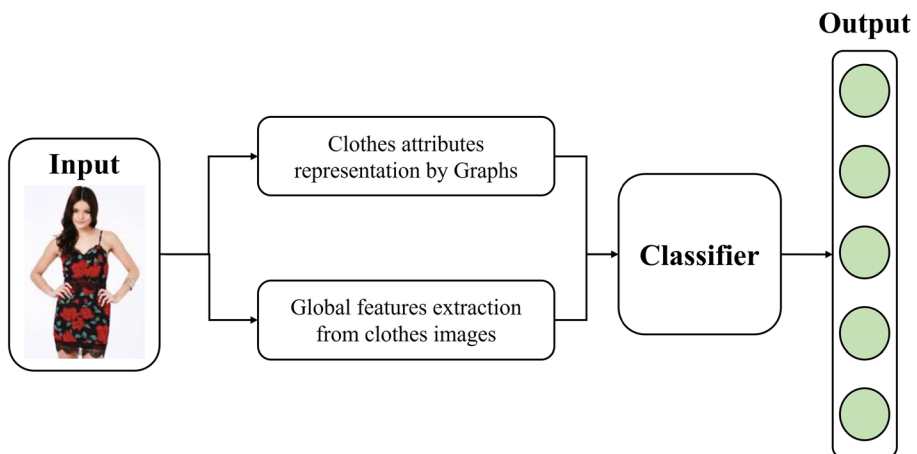 Input
Clothes attributes
representation by Graphs
Global features extraction
from clothes images
Classifier
Output